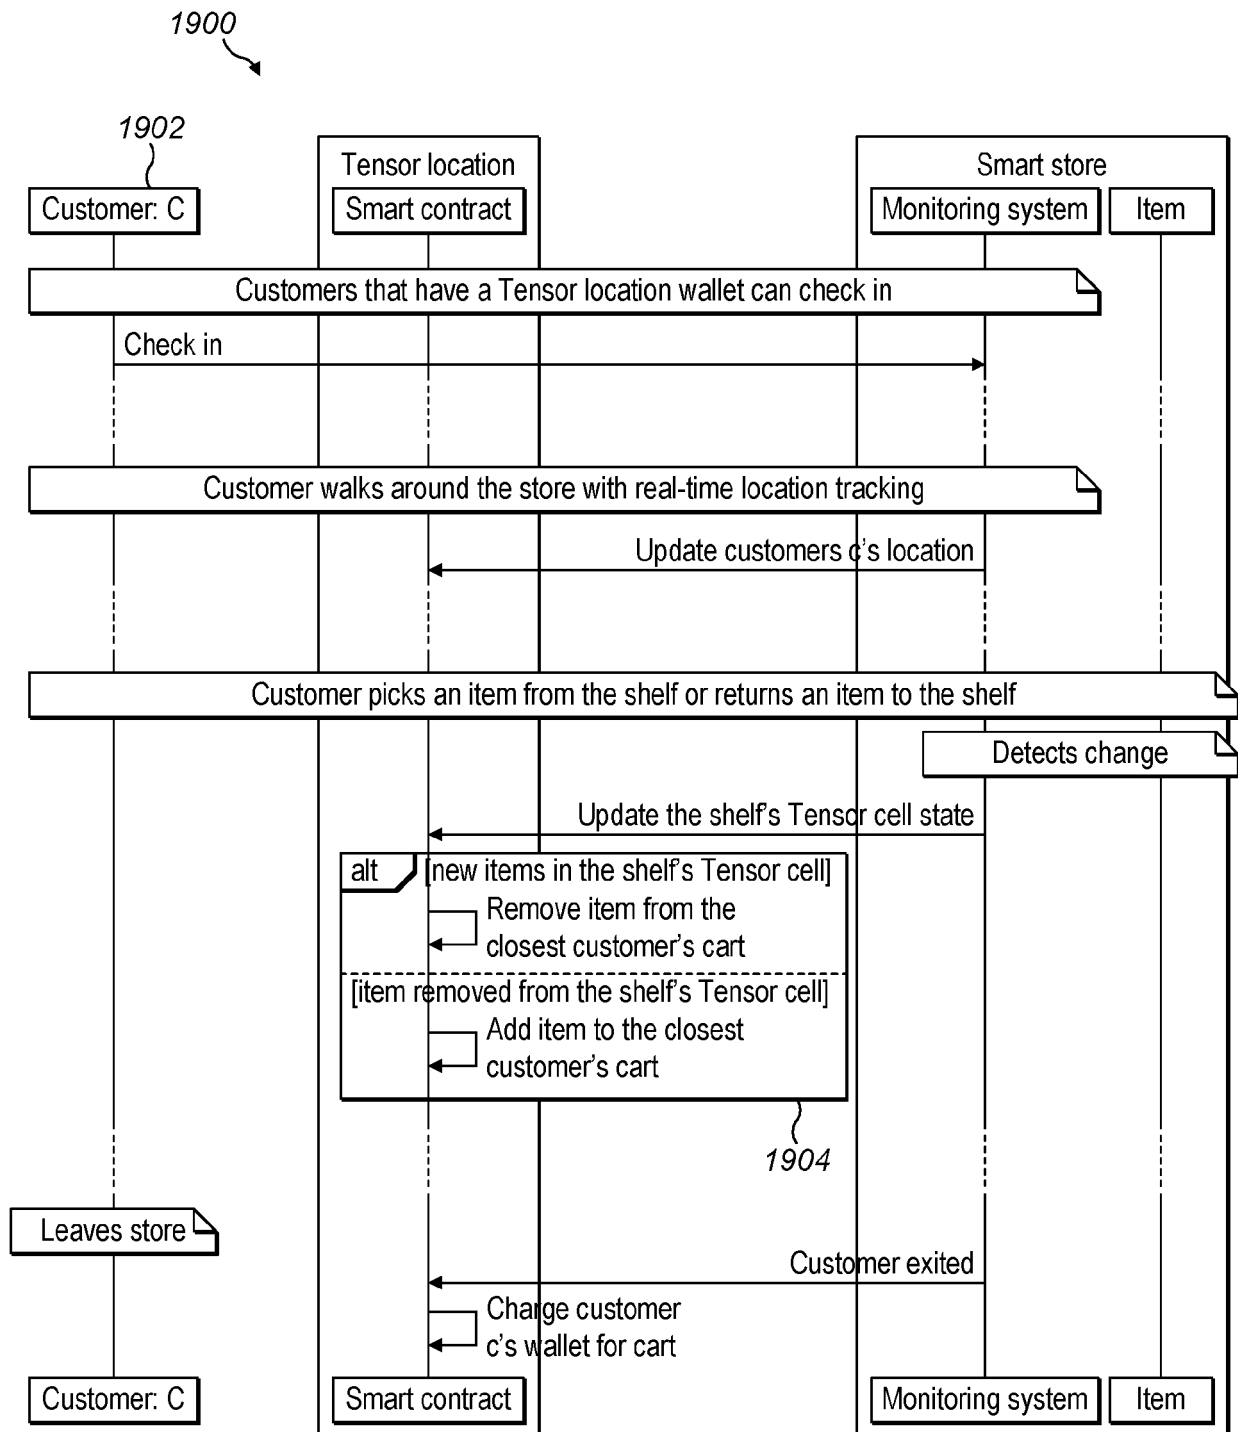 1900
1902
Tensor location
Smart store
Customer: C
Smart contract
Monitoring system
Item
Customers that have a Tensor location wallet can check in
Check in
Customer walks around the store with real-time location tracking
Update customers c's location
Customer picks an item from the shelf or returns an item to the shelf
Detects change
Update the shelf's Tensor cell state
alt
[new items in the shelf's Tensor cell]
Remove item from the
closest customer's cart
[item removed from the shelf's Tensor cell]
Add item to the closest
customer's cart
1904
Leaves store
Customer exited
Charge customer
c's wallet for cart
Customer: C
Smart contract
Monitoring system
Item